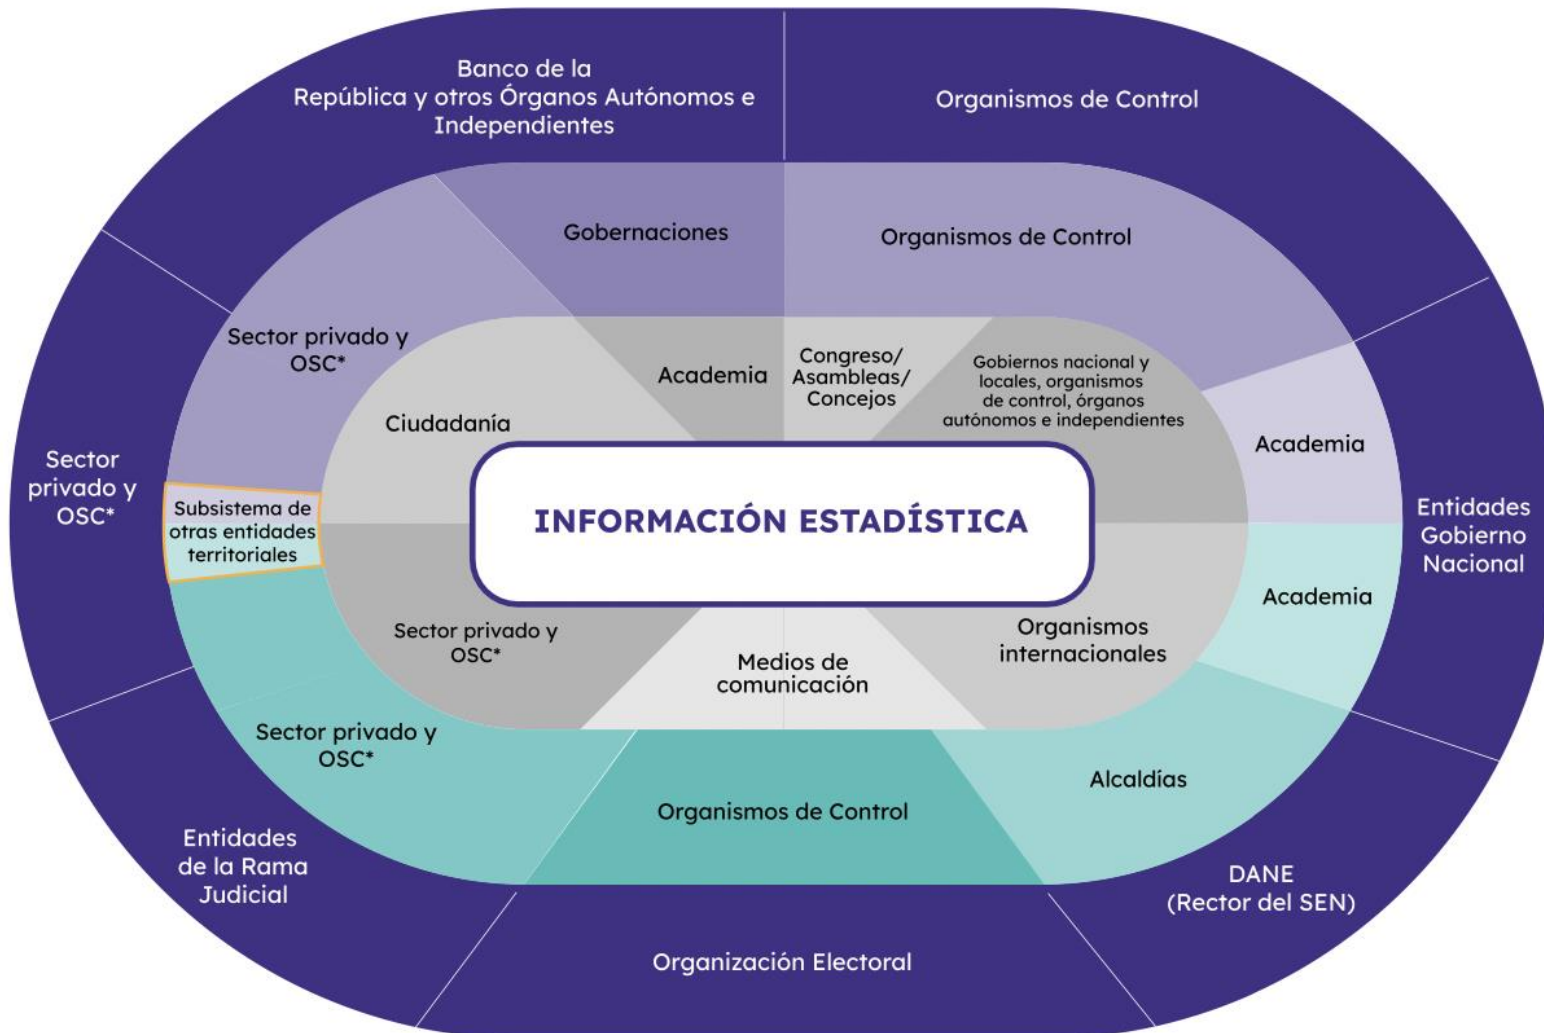 Banco de la
República y otros Órganos Autónomos e
Independientes
Organismos de Control
Gobernaciones
Organismos de Control
Sector privado y
OSC*
Academia
Congreso/
Asambleas/
Concejos
Gobiernos nacional y
locales, organismos
de control, órganos
autónomos e independientes
Ciudadanía
Academia
Sector
privado y
OSC*
Subsistema de
otras entidades
territoriales
INFORMACIÓN ESTADÍSTICA
Entidades
Gobierno
Nacional
Academia
Sector privado y
OSC*
Medios de
comunicación
Organismos
internacionales
Sector privado y
OSC*
Organismos de Control
Alcaldías
Entidades
de la Rama
Judicial
DANE
(Rector del SEN)
Organización Electoral